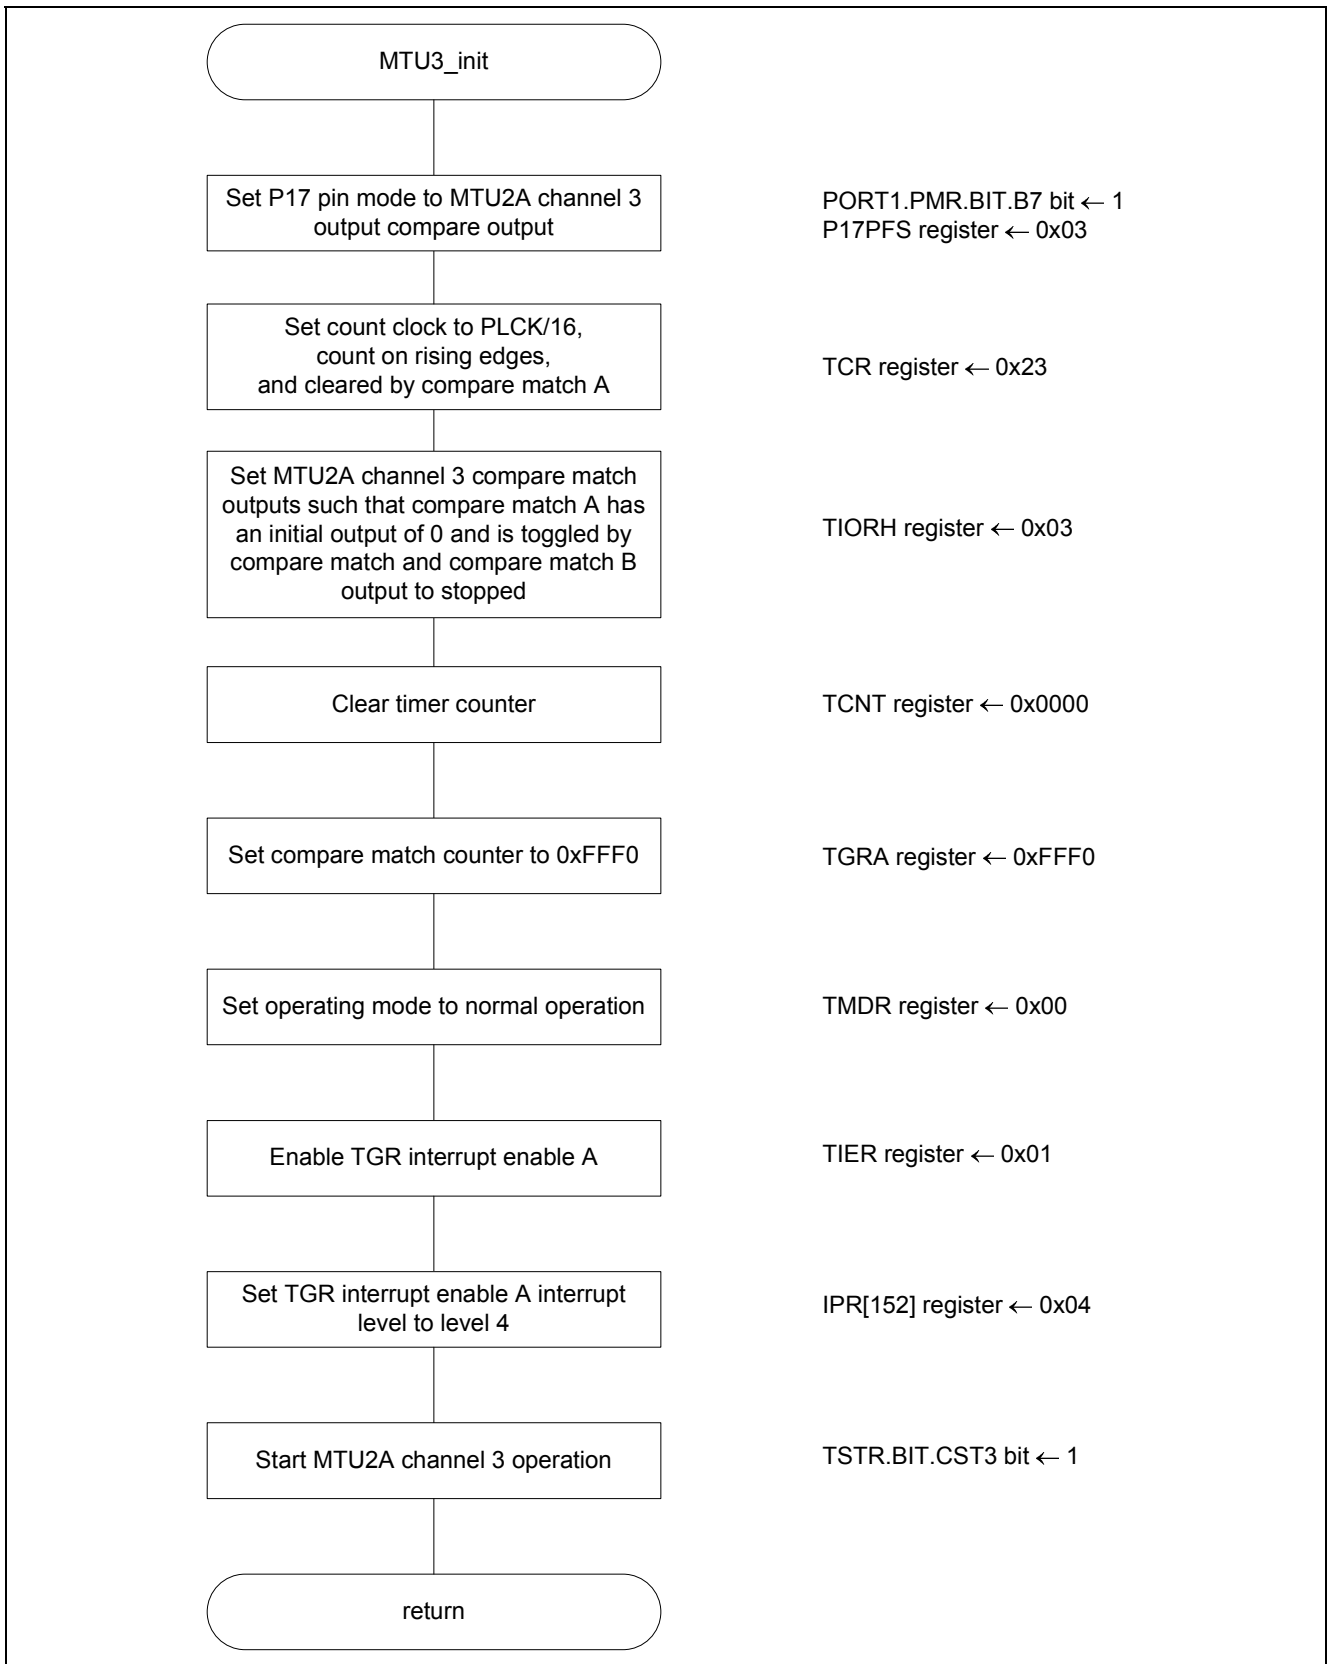 MTU3_init
Set P17 pin mode to MTU2A channel 3
output compare output
PORT1.PMR.BIT.B7 bit ← 1
P17PFS register ← 0x03
Set count clock to PLCK/16,
count on rising edges,
and cleared by compare match A
TCR register ← 0x23
Set MTU2A channel 3 compare match
outputs such that compare match A has
an initial output of 0 and is toggled by
compare match and compare match B
output to stopped
TIORH register ← 0x03
Clear timer counter
TCNT register ← 0x0000
Set compare match counter to 0xFFF0
TGRA register ← 0xFFF0
Set operating mode to normal operation
TMDR register ← 0x00
Enable TGR interrupt enable A
TIER register ← 0x01
Set TGR interrupt enable A interrupt
level to level 4
IPR[152] register ← 0x04
Start MTU2A channel 3 operation
TSTR.BIT.CST3 bit ← 1
return